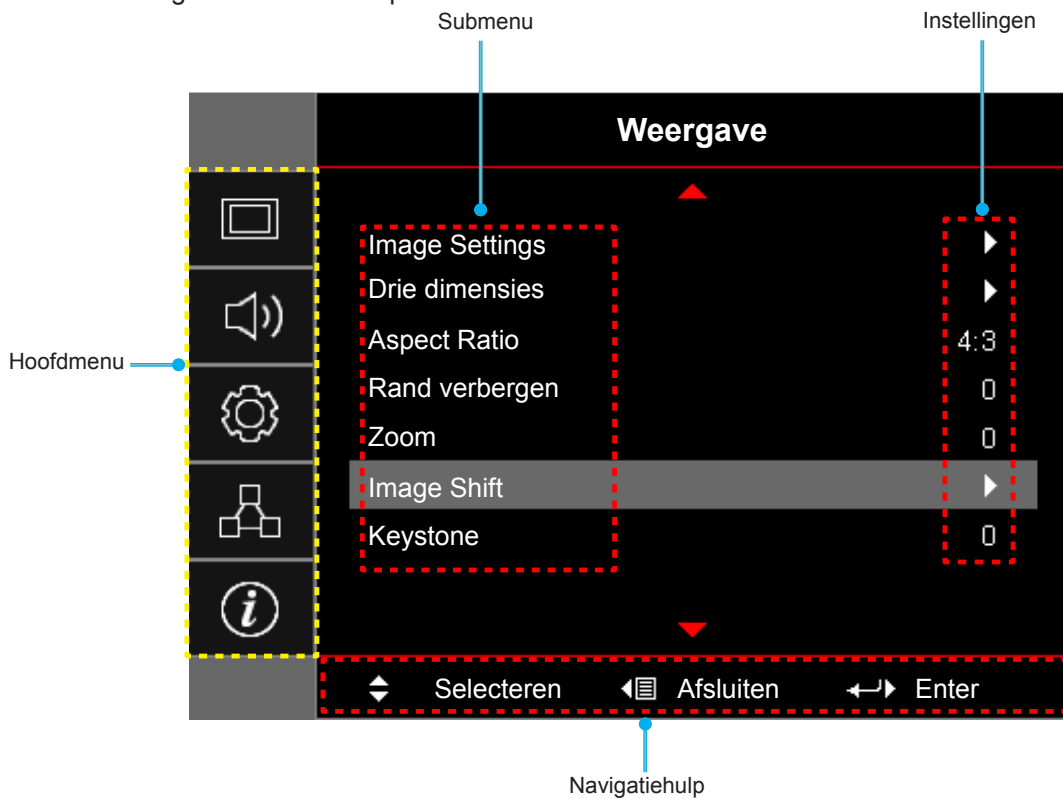 Submenu
Instellingen
Weergave
Image Settings
Drie dimensies
Aspect Ratio 4:3
Rand verbergen 0
Zoom 0
Image Shift
Keystone 0
Hoofdmenu
Selecteren Afsluiten Enter
Navigatiehulp